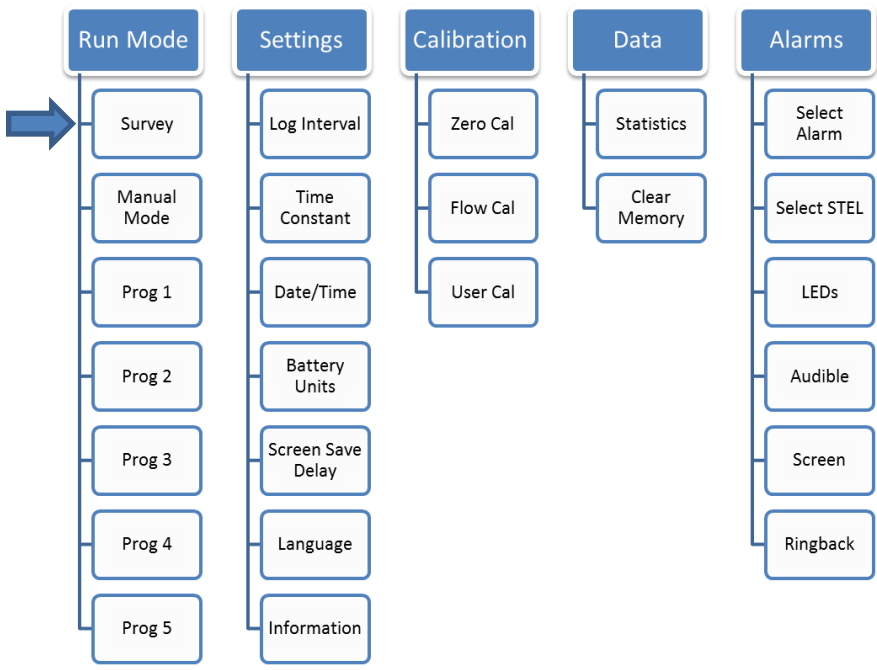 Run Mode
Survey
Manual
Mode
Prog 1
Prog 2
Prog 3
Prog 4
Prog 5
Settings
Log Interval
Time
Constant
Date/Time
Battery
Units
Screen Save
Delay
Language
Information
Calibration
Zero Cal
Flow Cal
User Cal
Data
Statistics
Clear
Memory
Alarms
Select
Alarm
Select STEL
LEDs
Audible
Screen
Ringback